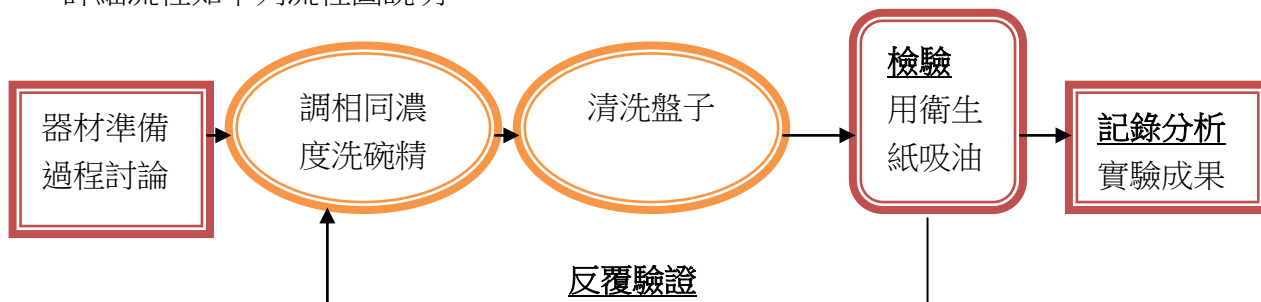 器材準備
過程討論
調相同濃
度洗碗精
清洗盤子
檢驗
用衛生
紙吸油
記錄分析
實驗成果
反覆驗證